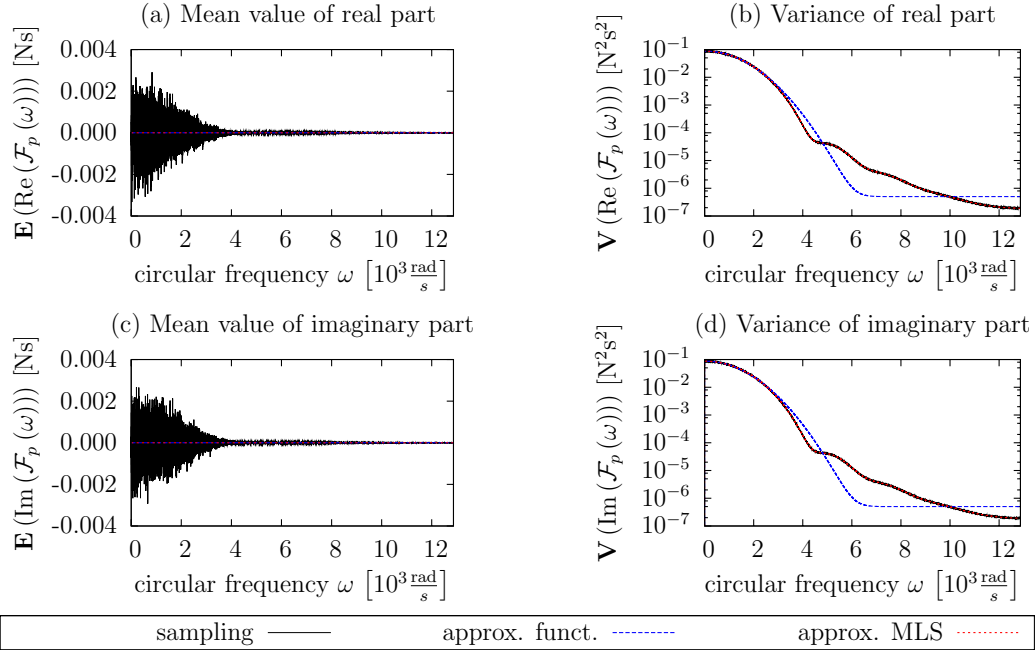 (a) Mean value of real part
E (Re (ℱp (ω))) [Ns]
0.004
0.002
0.000
-0.002
-0.004
0 2 4 6 8 10 12
circular frequency ω [10³ rad/s]
(b) Variance of real part
V (Re (ℱp (ω))) [N²s²]
10⁻¹
10⁻²
10⁻³
10⁻⁴
10⁻⁵
10⁻⁶
10⁻⁷
0 2 4 6 8 10 12
circular frequency ω [10³ rad/s]
(c) Mean value of imaginary part
E (Im (ℱp (ω))) [Ns]
0.004
0.002
0.000
-0.002
-0.004
0 2 4 6 8 10 12
circular frequency ω [10³ rad/s]
(d) Variance of imaginary part
V (Im (ℱp (ω))) [N²s²]
10⁻¹
10⁻²
10⁻³
10⁻⁴
10⁻⁵
10⁻⁶
10⁻⁷
0 2 4 6 8 10 12
circular frequency ω [10³ rad/s]
sampling approx. funct. approx. MLS